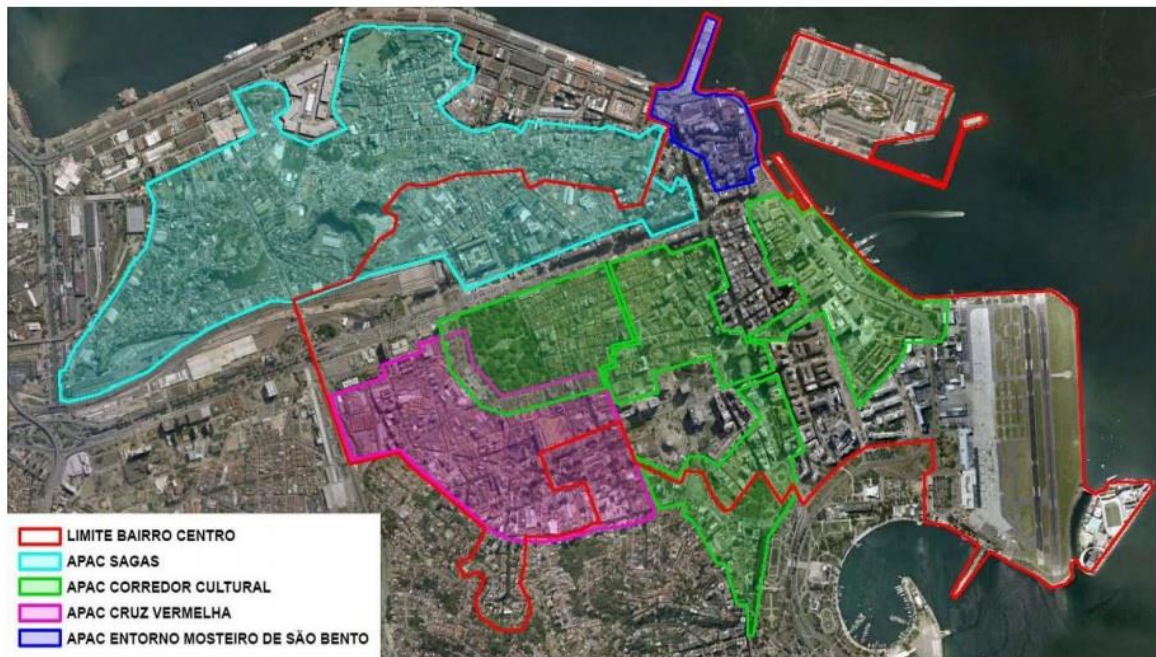 LIMITE BAIRRO CENTRO
APAC SAGAS
APAC CORREDOR CULTURAL
APAC CRUZ VERMELHA
APAC ENTORNO MOSTEIRO DE SÃO BENTO